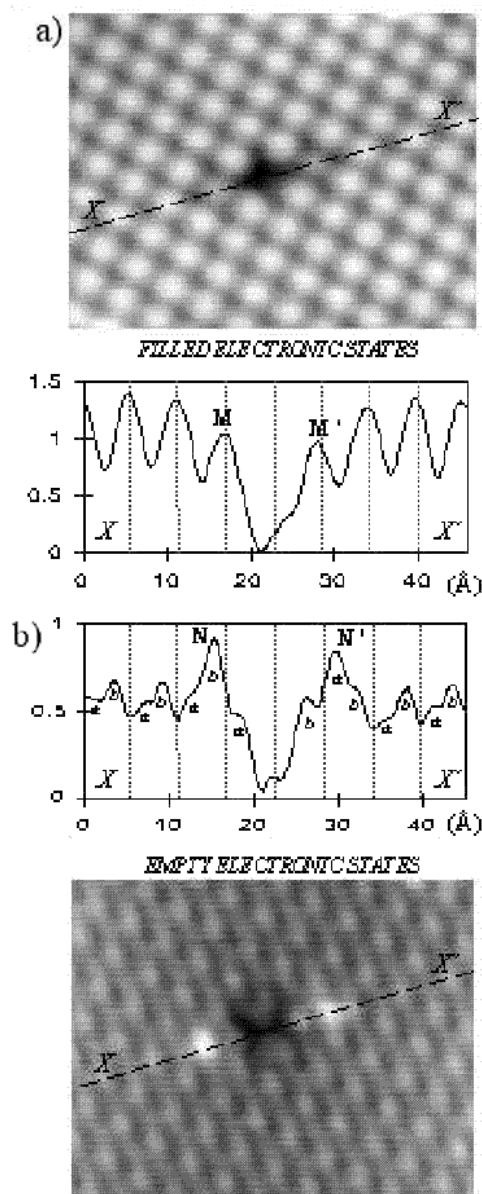 a)
X''
X'
FILLED ELECTRONIC STATES
1.5
M
1
M'
0.5
X' X''
0
0 10 20 30 40 (Å)
b)
1
N N'
b a
b b b b b b
0.5
a a a a b a a
X' X''
0
0 10 20 30 40 (Å)
EMPTY ELECTRONIC STATES
X''
X'